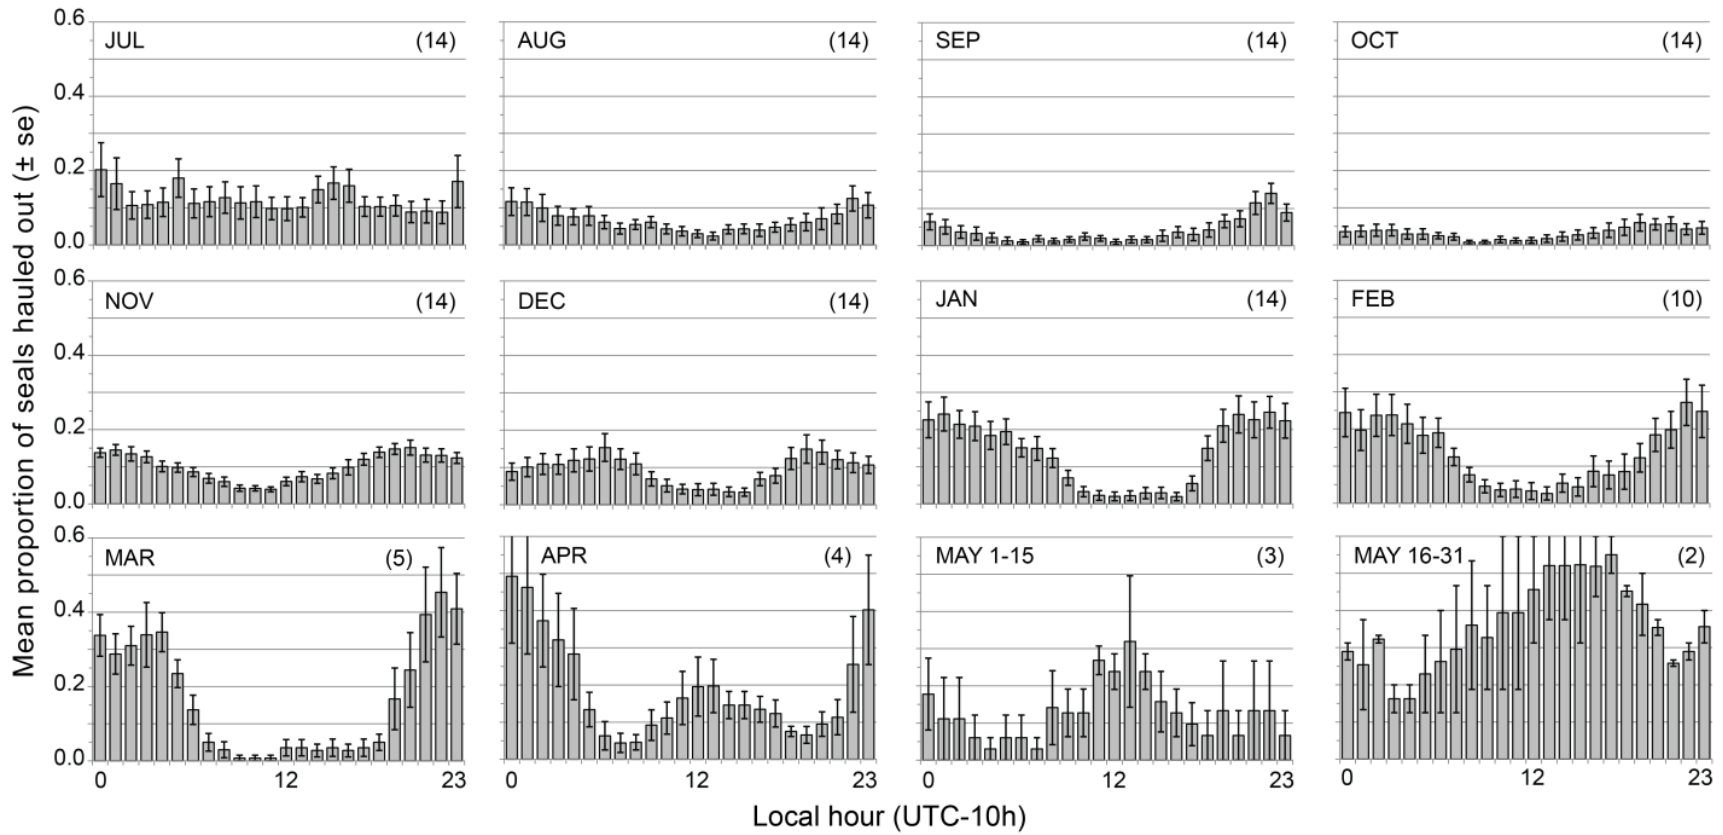 0.6
JUL (14)
AUG (14)
SEP (14)
OCT (14)
0.4
0.2
0.0
0.6
NOV (14)
DEC (14)
JAN (14)
FEB (10)
0.4
0.2
0.0
0.6
MAR (5)
APR (4)
MAY 1-15 (3)
MAY 16-31 (2)
0.4
0.2
0.0
0 12 23
0 12 23
0 12 23
0 12 23
Mean proportion of seals hauled out (± se)
Local hour (UTC-10h)